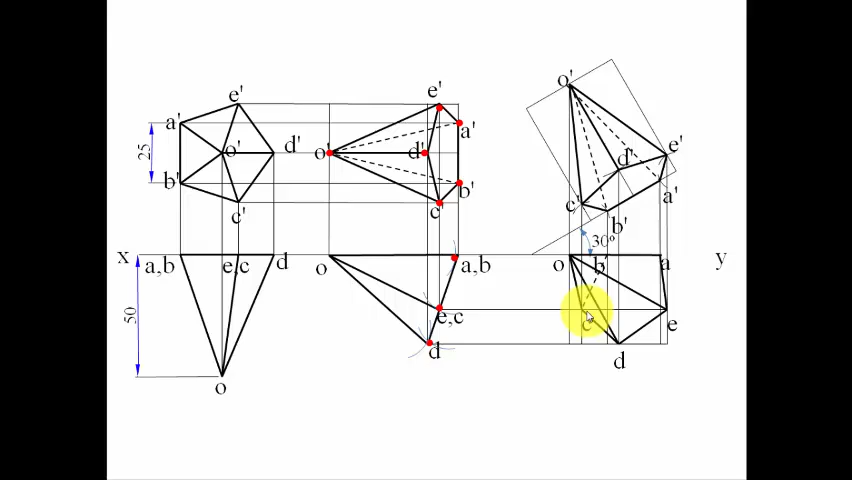 e' e' o'
a' d' a' d' e'
25 o' o' d'
b' b' c' a'
c' c' b'
30°
x a,b e,c d o a,b o b a y
50 e,c c e
d d
o